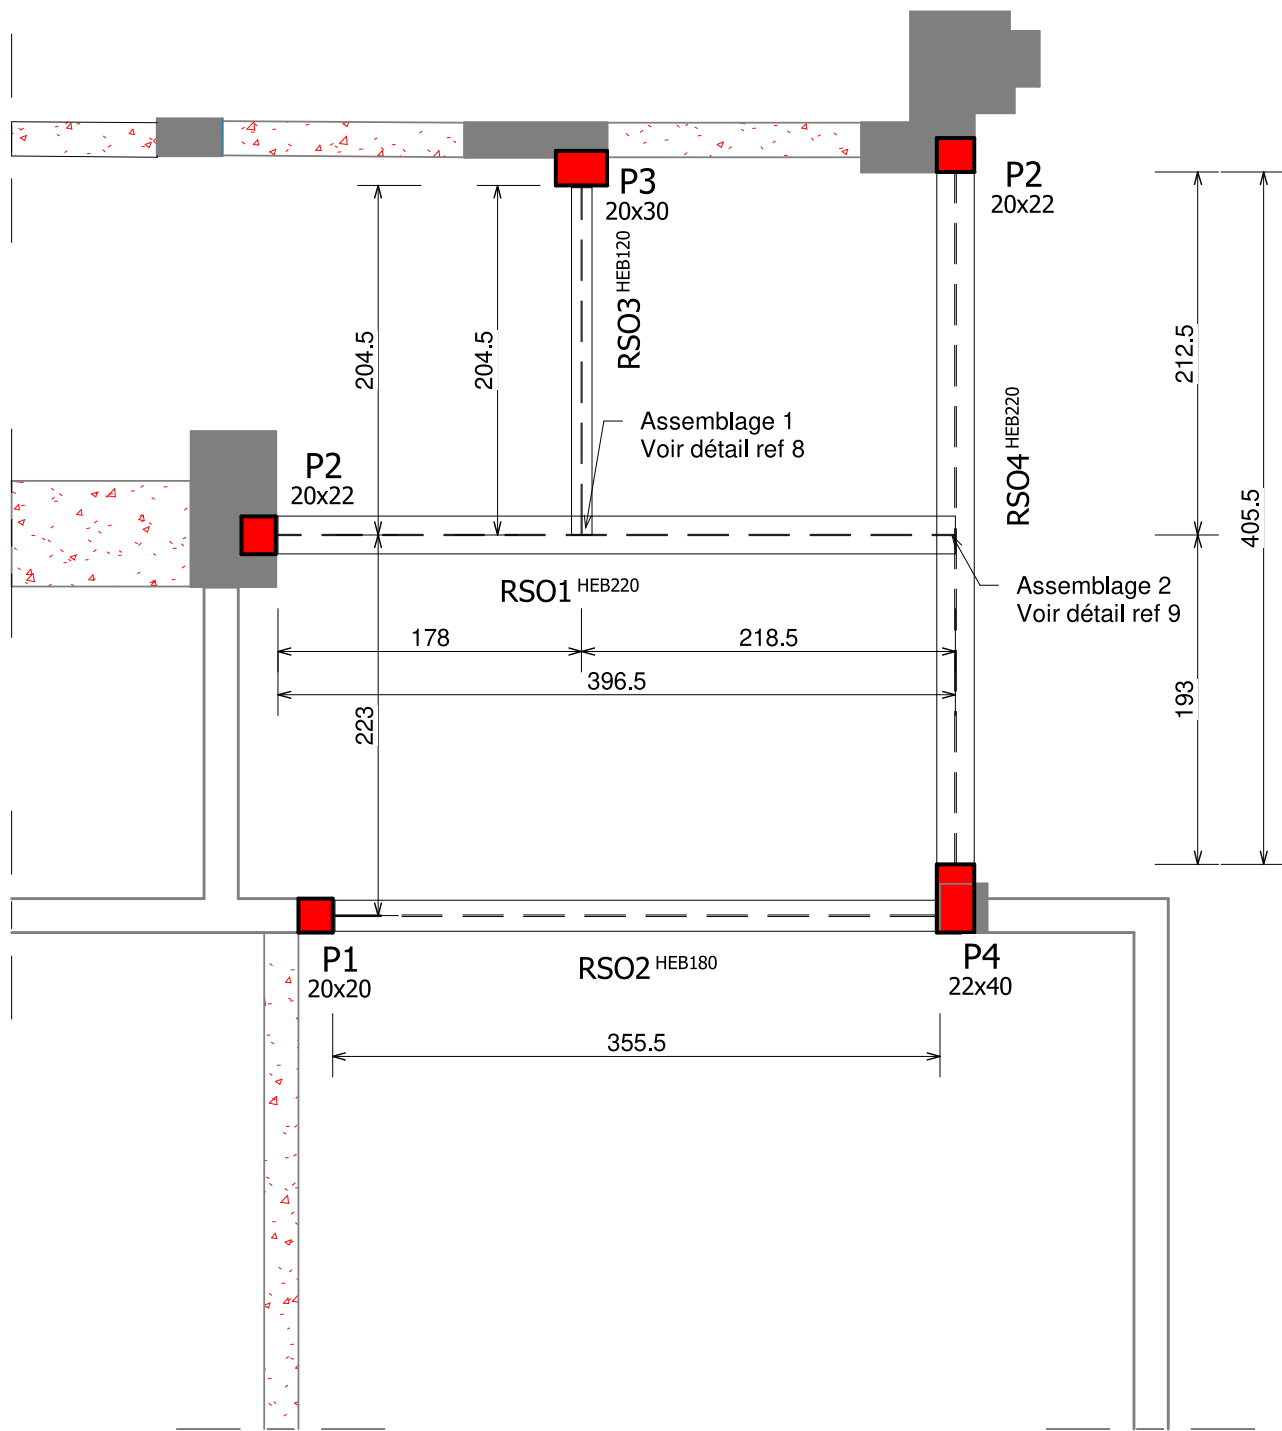 P3
20x30
P2
20x22
RSO3 HEB120
204.5
204.5
212.5
Assemblage 1
Voir détail ref 8
RSO4 HEB220
405.5
P2
20x22
RSO1 HEB220
Assemblage 2
Voir détail ref 9
178
218.5
396.5
223
193
P1
20x20
RSO2 HEB180
P4
22x40
355.5